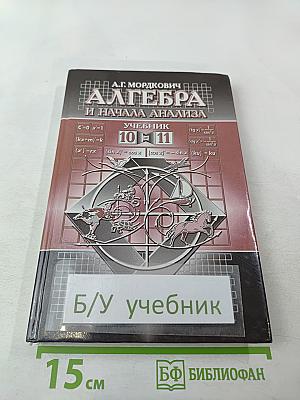 А.Г. МОРДКОВИЧ
АЛГЕБРА
И НАЧАЛА АНАЛИЗА
УЧЕБНИК
10 - 11
Б/У учебник
15 см
БФ БИБЛИОФАН